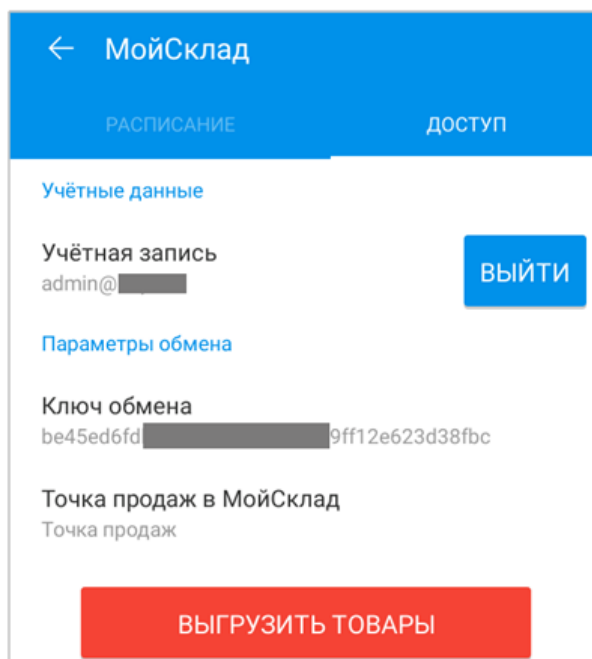 МойСклад
РАСПИСАНИЕ ДОСТУП
Учётные данные
Учётная запись
admin@
ВЫЙТИ
Параметры обмена
Ключ обмена
be45ed6fd 9ff12e623d38fbc
Точка продаж в МойСклад
Точка продаж
ВЫГРУЗИТЬ ТОВАРЫ